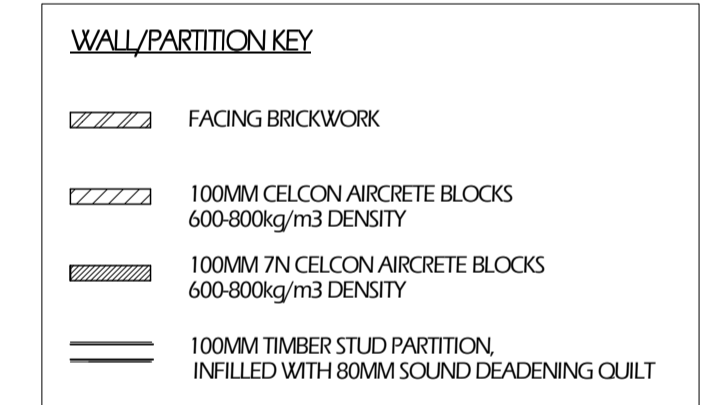 WALL/PARTITION KEY
FACING BRICKWORK
100MM CELCON AIRCRETE BLOCKS
600-800kg/m3 DENSITY
100MM 7N CELCON AIRCRETE BLOCKS
600-800kg/m3 DENSITY
100MM TIMBER STUD PARTITION,
INFILLED WITH 80MM SOUND DEADENING QUILT